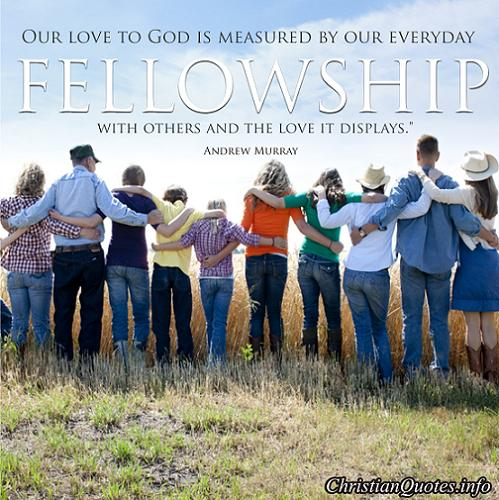 OUR LOVE TO GOD IS MEASURED BY OUR EVERYDAY
FELLOWSHIP
WITH OTHERS AND THE LOVE IT DISPLAYS."
ANDREW MURRAY
ChristianQuotes.info